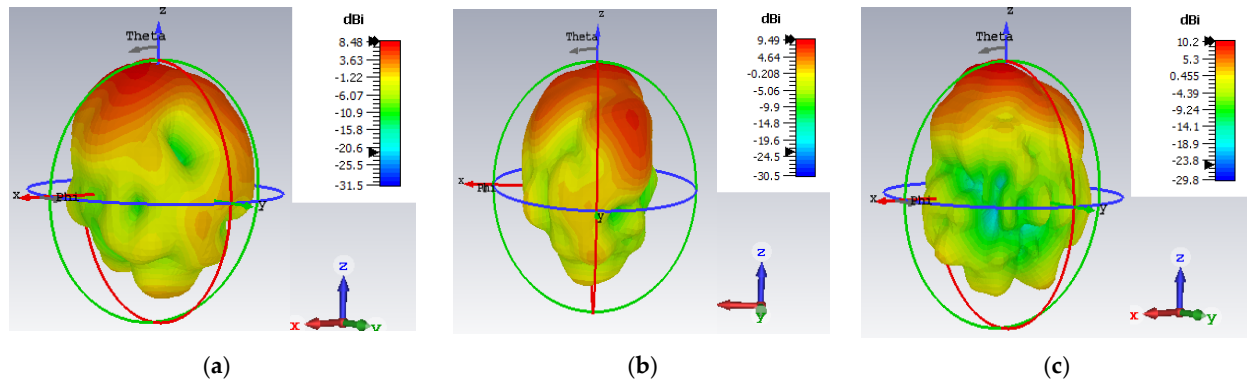 z
dBi
Theta
8.48
3.63
-1.22
-6.07
-10.9
-15.8
-20.6
-25.5
-31.5
x
Phi
y
z
x
y
(a)
z
dBi
Theta
9.49
4.64
-0.208
-5.06
-9.9
-14.8
-19.6
-24.5
-30.5
x
Phi
y
z
y
(b)
z
dBi
Theta
10.2
5.3
0.455
-4.39
-9.24
-14.1
-18.9
-23.8
-29.8
x
Phi
y
z
x
y
(c)